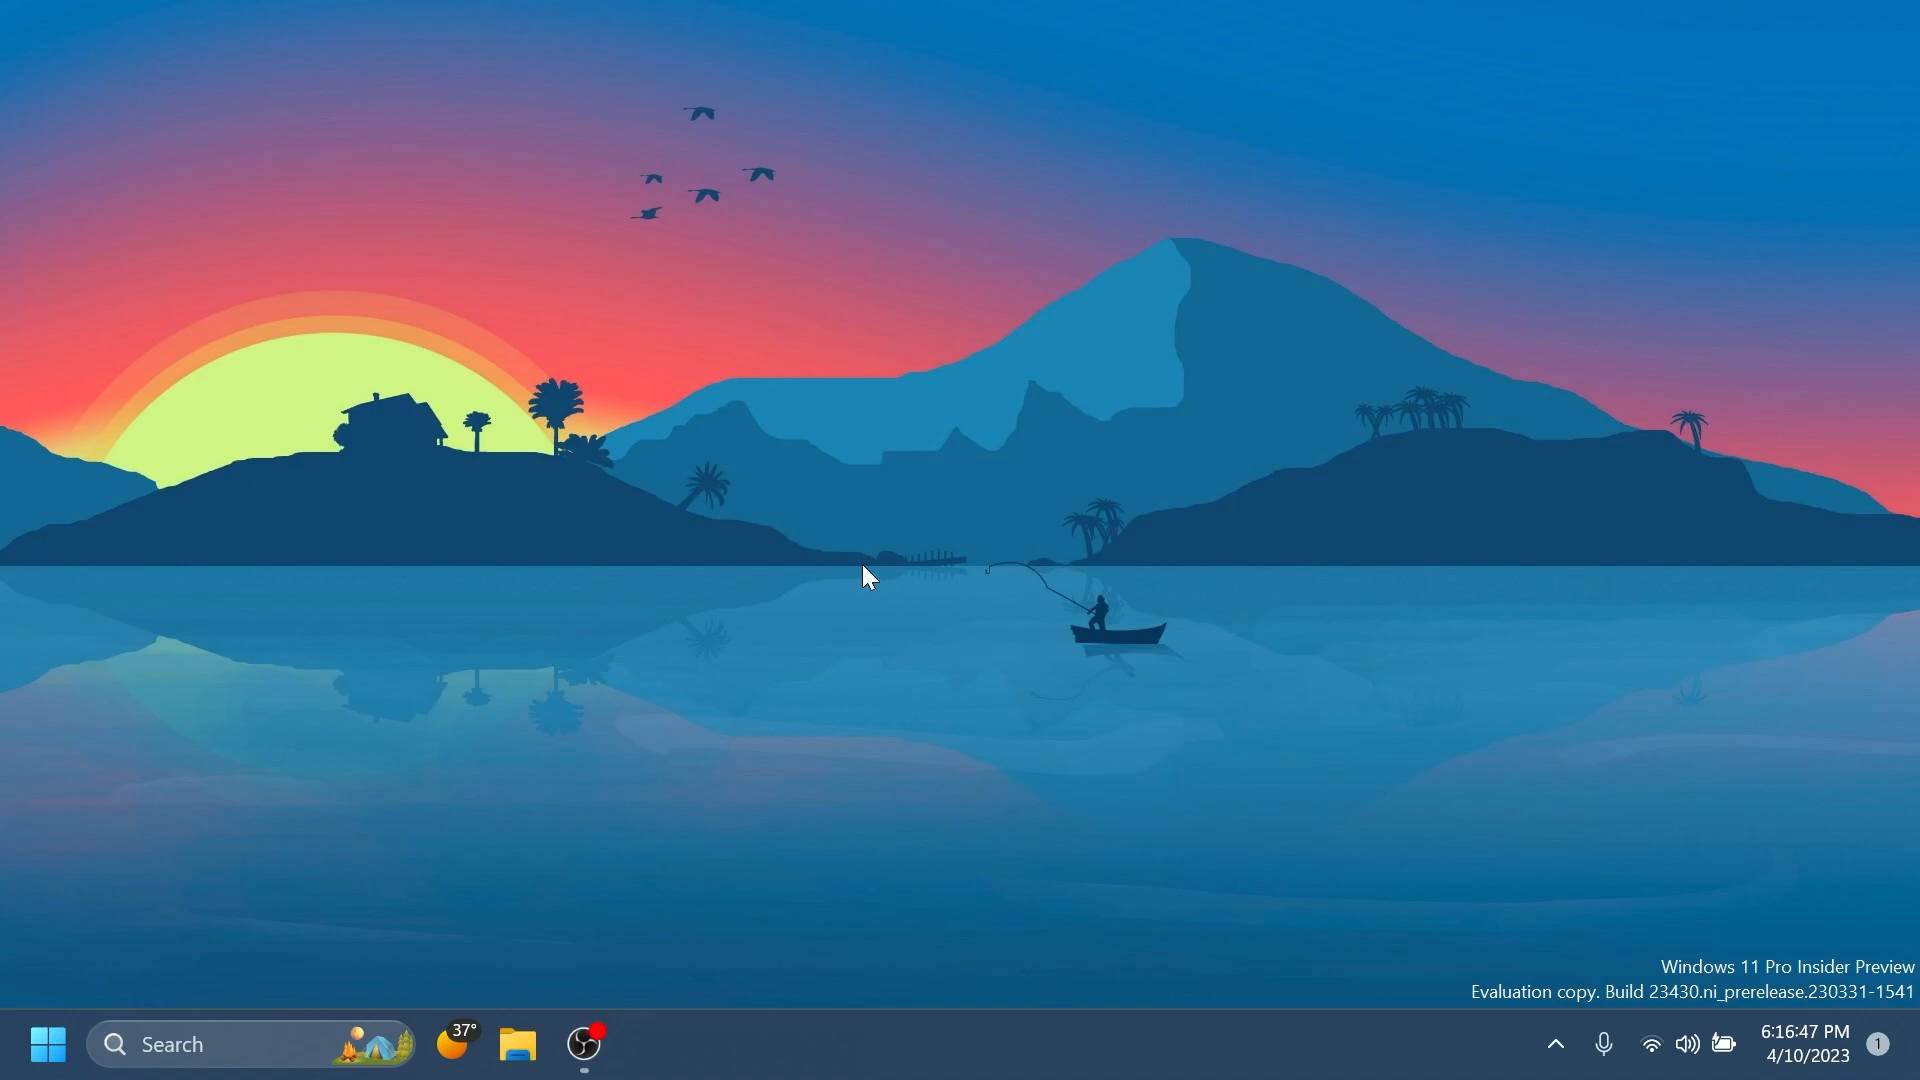 Windows 11 Pro Insider Preview
Evaluation copy. Build 23430.ni_prerelease.230331-1541
Search
37°
6:16:47 PM
4/10/2023
1